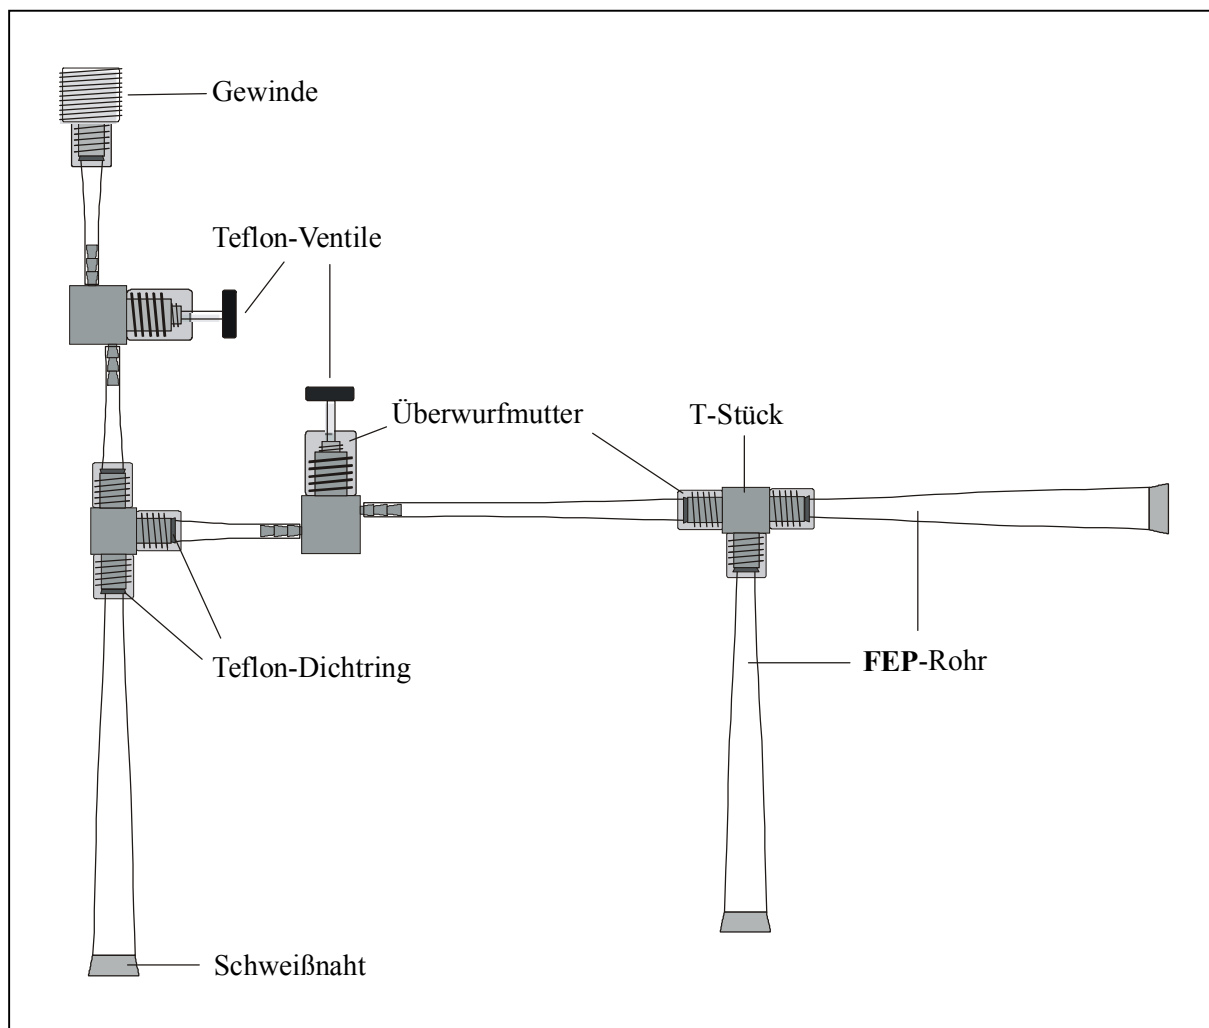 Gewinde
Teflon-Ventile
Überwurfmutter
T-Stück
Teflon-Dichtring
FEP-Rohr
Schweißnaht